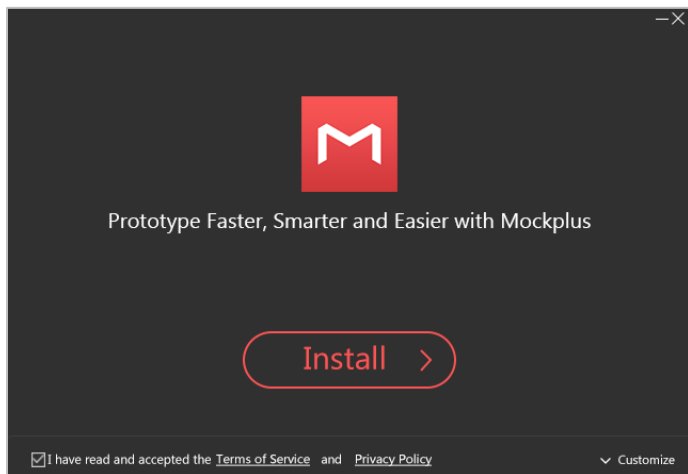 Prototype Faster, Smarter and Easier with Mockplus
Install
I have read and accepted the Terms of Service and Privacy Policy
Customize